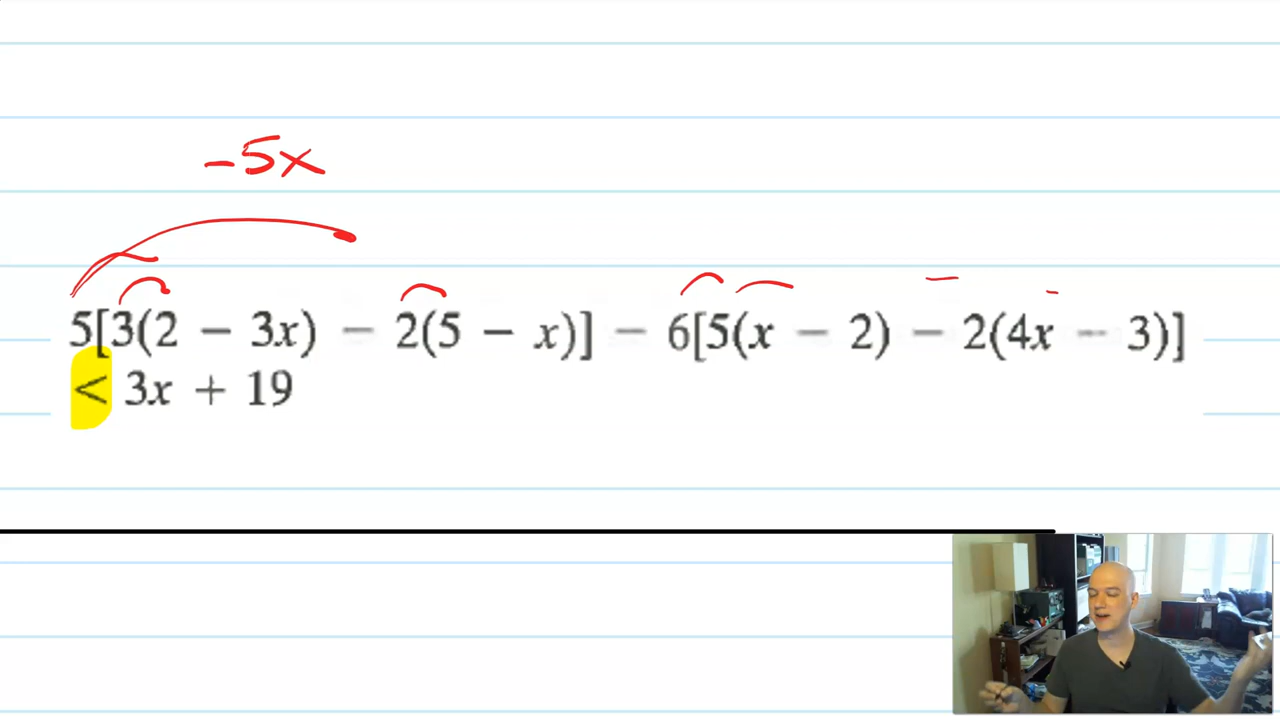 -5x
5[3(2 − 3x) − 2(5 − x)] − 6[5(x − 2) − 2(4x − 3)]
< 3x + 19